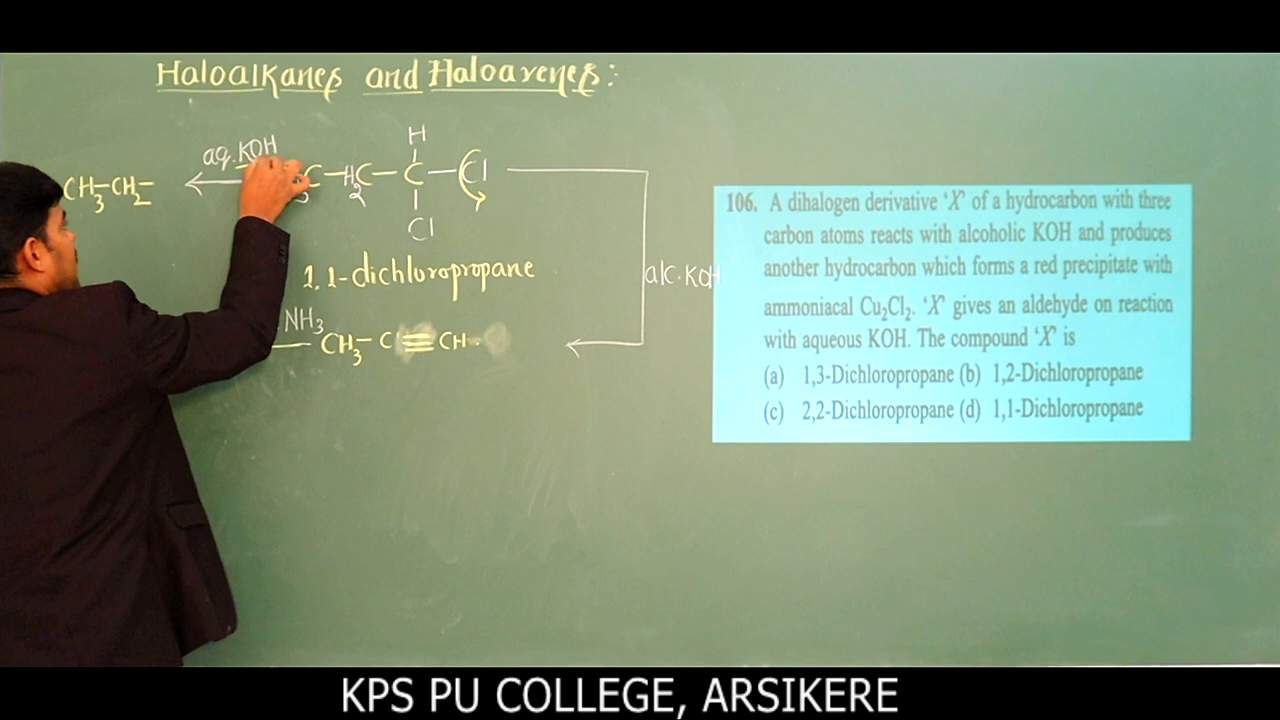 Haloalkanes and Haloarenes:
H
aq.KOH
CH3-CH2- C-H2C-C-Cl
Cl
1,1-dichloropropane
alc.KOH
NH3
CH3-C≡CH
106. A dihalogen derivative 'X' of a hydrocarbon with three
carbon atoms reacts with alcoholic KOH and produces
another hydrocarbon which forms a red precipitate with
ammoniacal Cu2Cl2. 'X' gives an aldehyde on reaction
with aqueous KOH. The compound 'X' is
(a) 1,3-Dichloropropane (b) 1,2-Dichloropropane
(c) 2,2-Dichloropropane (d) 1,1-Dichloropropane
KPS PU COLLEGE, ARSIKERE